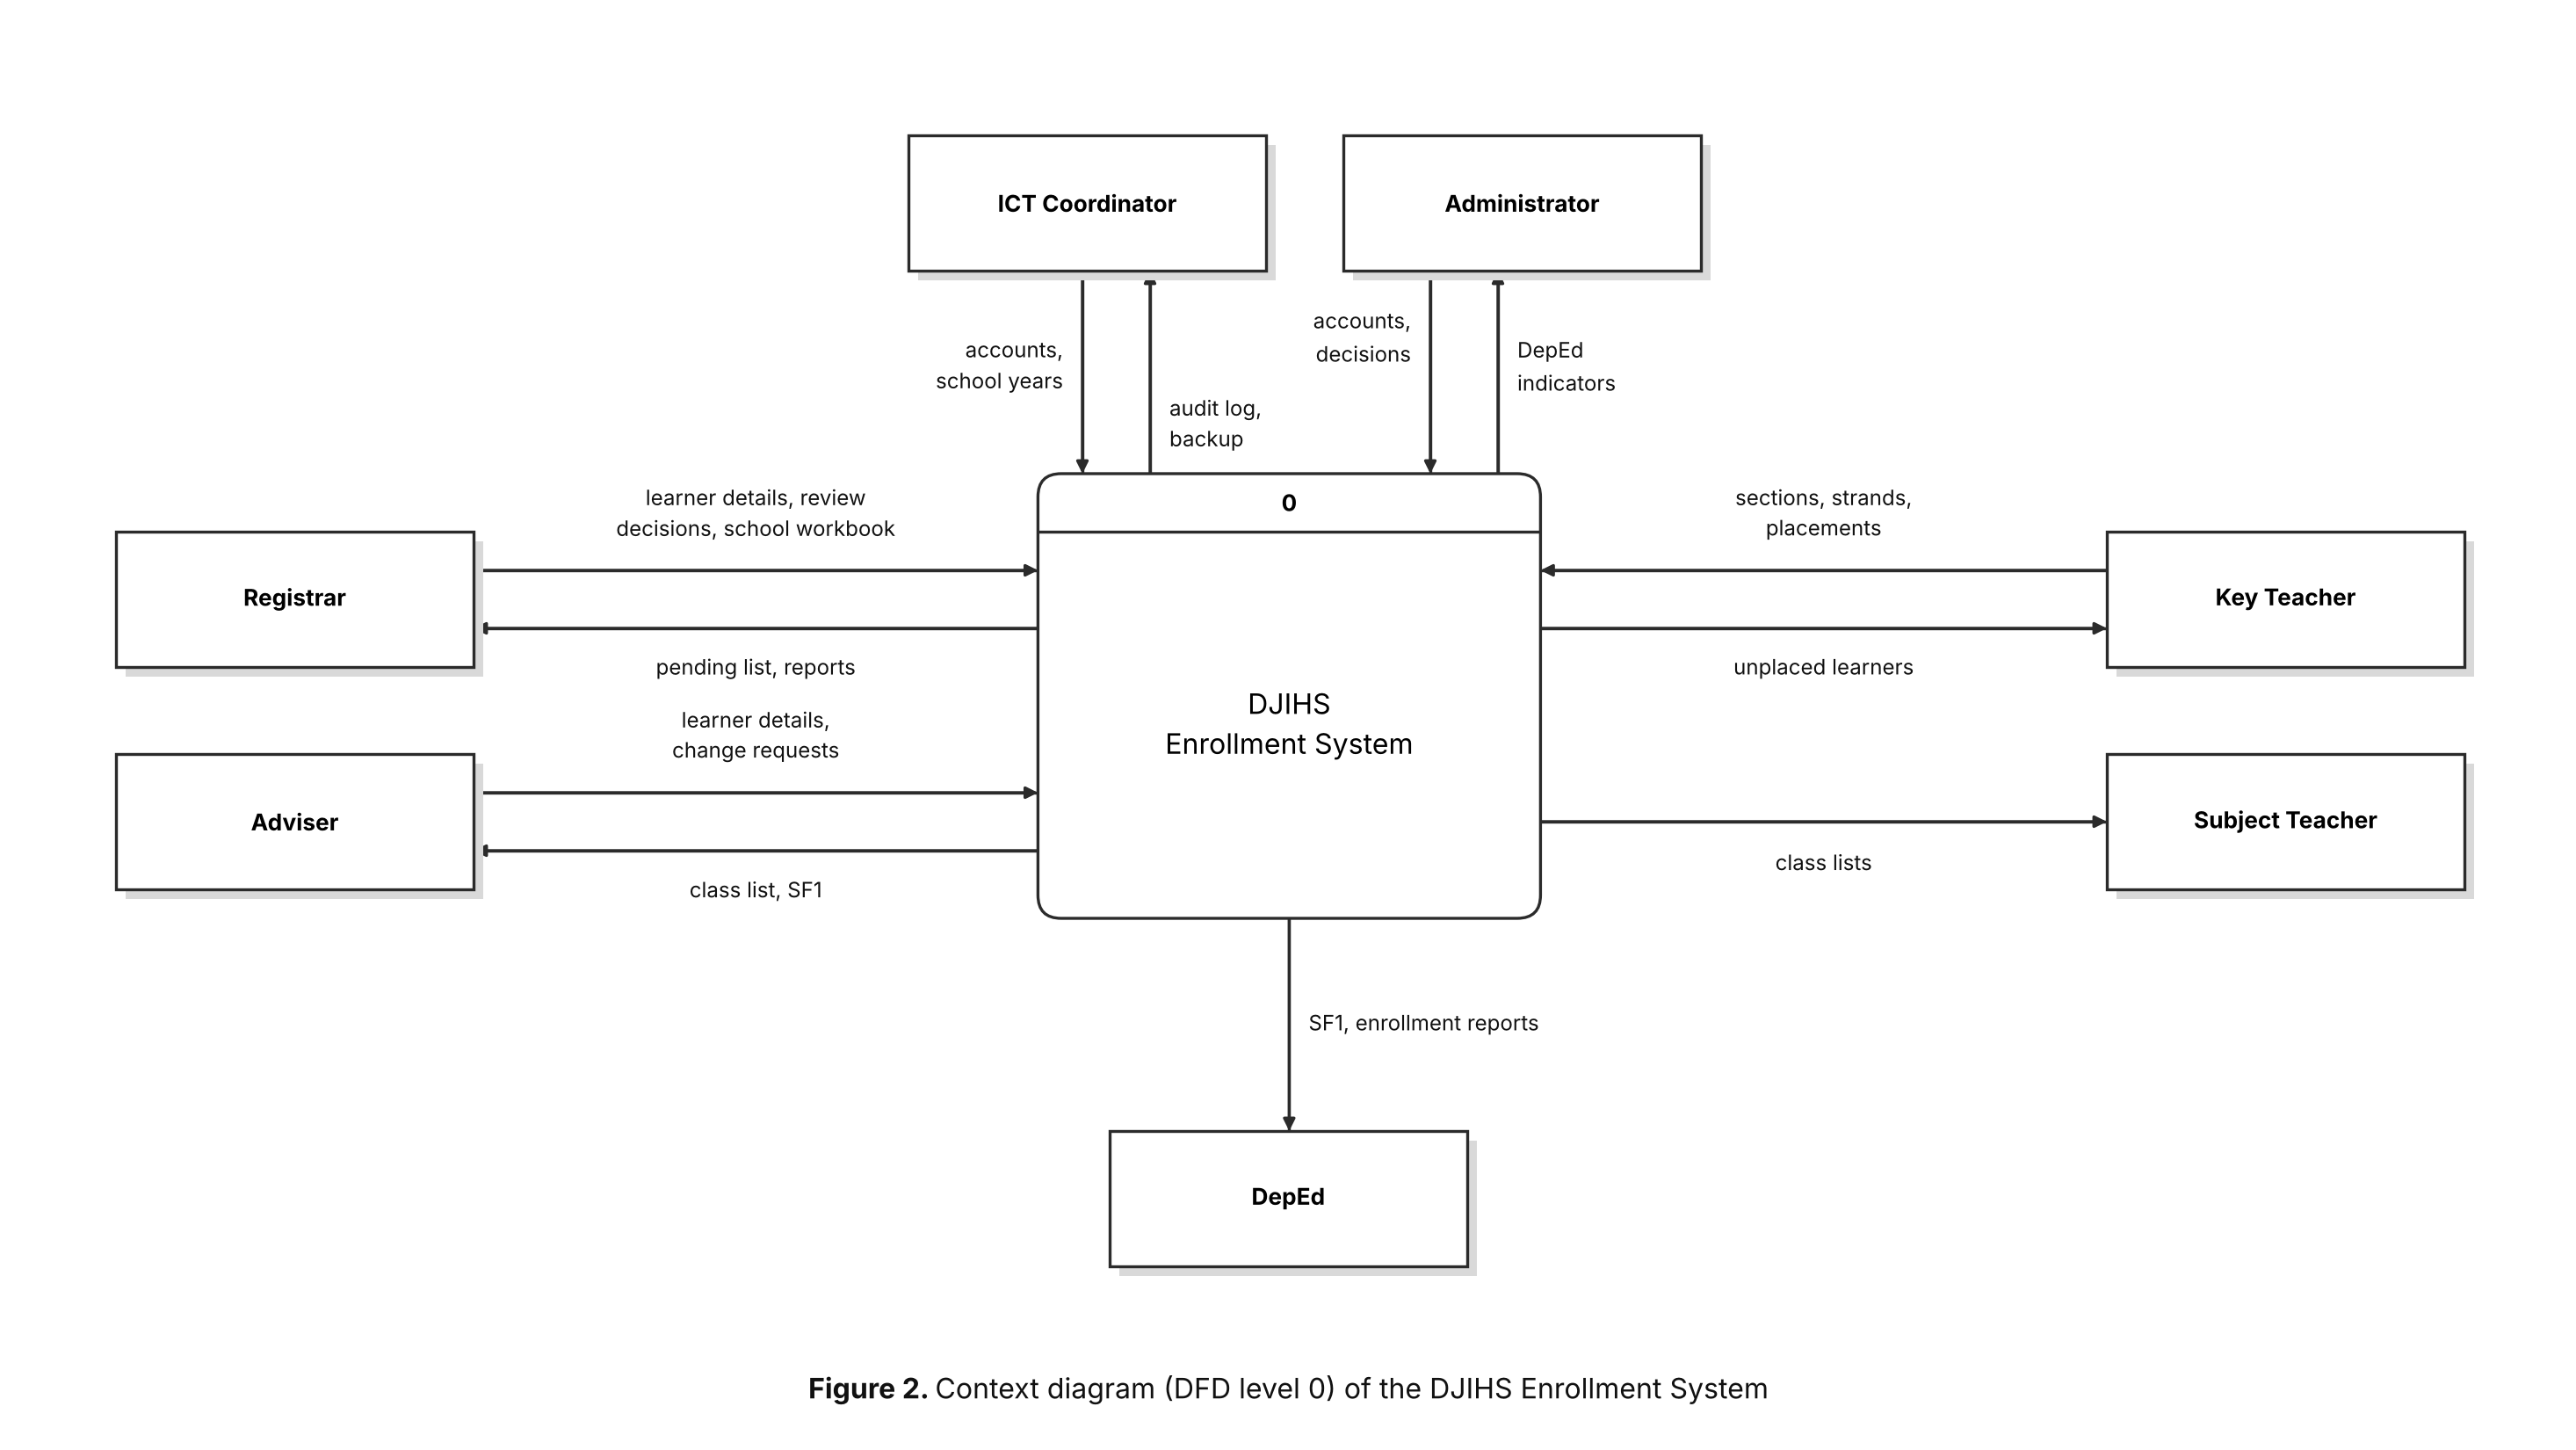 ICT Coordinator
Administrator
accounts,
school years
audit log,
backup
accounts,
decisions
DepEd
indicators
learner details, review
decisions, school workbook
0
sections, strands,
placements
Registrar
Key Teacher
pending list, reports
unplaced learners
DJIHS
Enrollment System
learner details,
change requests
Adviser
Subject Teacher
class list, SF1
class lists
SF1, enrollment reports
DepEd
Figure 2. Context diagram (DFD level 0) of the DJIHS Enrollment System